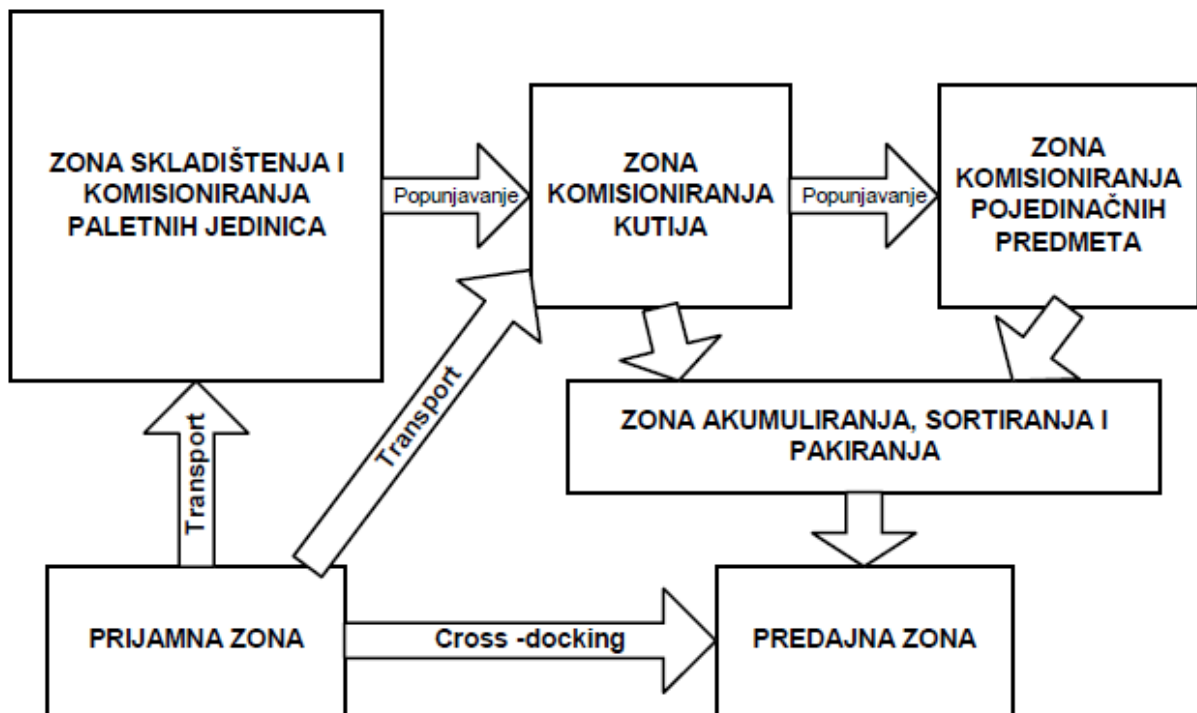 ZONA SKLADIŠTENJA I
KOMISIONIRANJA
PALETNIH JEDINICA
Popunjavanje
ZONA
KOMISIONIRANJA
KUTIJA
Popunjavanje
ZONA
KOMISIONIRANJA
POJEDINAČNIH
PREDMETA
Transport
Transport
ZONA AKUMULIRANJA, SORTIRANJA I
PAKIRANJA
PRIJAMNA ZONA
Cross -docking
PREDAJNA ZONA